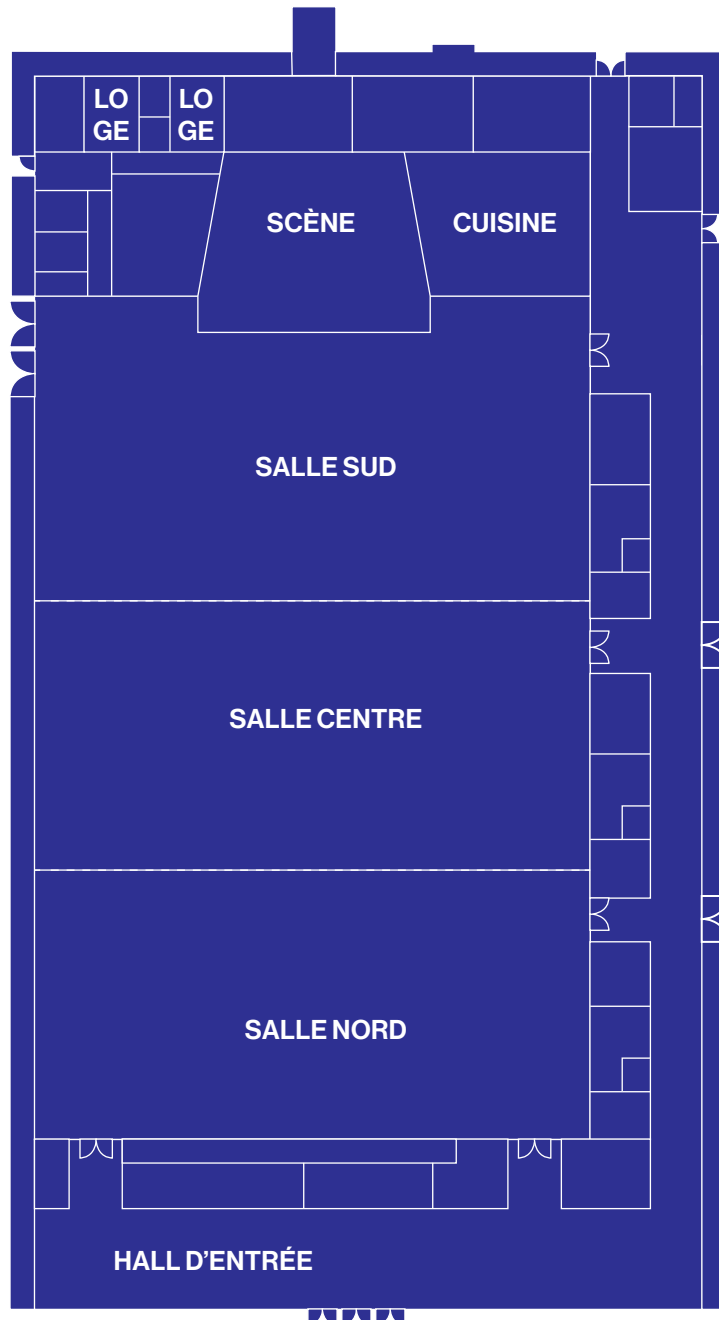 LO
GE
LO
GE
SCÈNE
CUISINE
SALLE SUD
SALLE CENTRE
SALLE NORD
HALL D’ENTRÉE